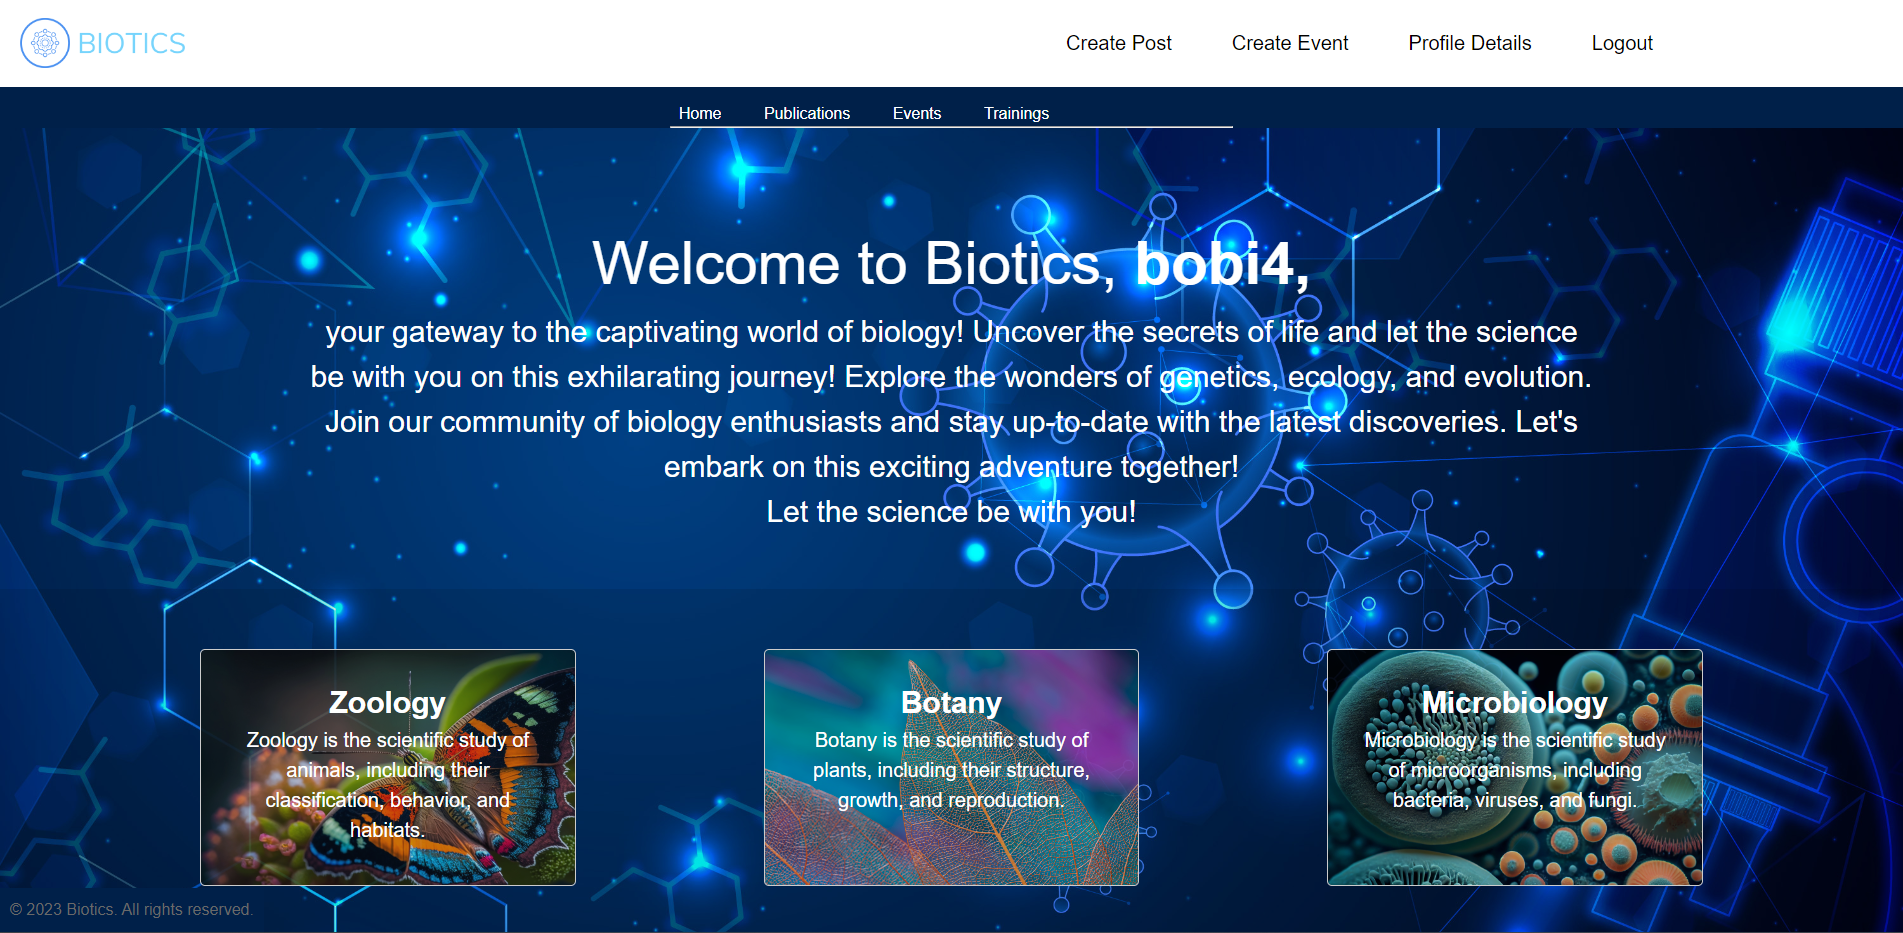 BIOTICS
Create Post
Create Event
Profile Details
Logout
Home
Publications
Events
Trainings
Welcome to Biotics, bobi4,
your gateway to the captivating world of biology! Uncover the secrets of life and let the science
be with you on this exhilarating journey! Explore the wonders of genetics, ecology, and evolution.
Join our community of biology enthusiasts and stay up-to-date with the latest discoveries. Let's
embark on this exciting adventure together!
Let the science be with you!
Zoology
Zoology is the scientific study of
animals, including their
classification, behavior, and
habitats.
Botany
Botany is the scientific study of
plants, including their structure,
growth, and reproduction.
Microbiology
Microbiology is the scientific study
of microorganisms, including
bacteria, viruses, and fungi.
© 2023 Biotics. All rights reserved.